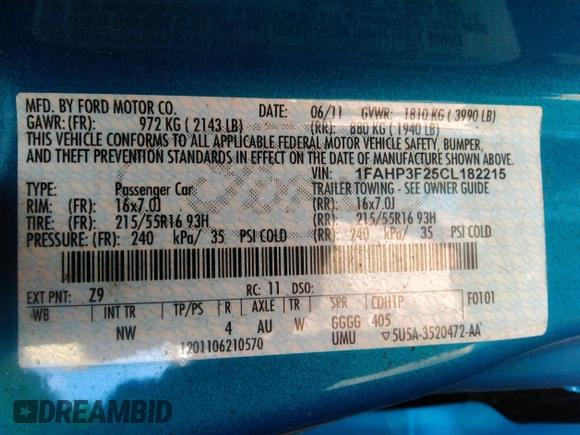 MFD. BY FORD MOTOR CO. DATE: 06/11 GVWR: 1810 KG ( 3990 LB)
GAWR: (FR): 972 KG ( 2143 LB) (RR): 880 KG ( 1940 LB)
THIS VEHICLE CONFORMS TO ALL APPLICABLE FEDERAL MOTOR VEHICLE SAFETY, BUMPER,
AND THEFT PREVENTION STANDARDS IN EFFECT ON THE DATE OF MANUFACTURE SHOWN ABOVE.
VIN: 1FAHP3F25CL182215
TYPE: Passenger Car TRAILER TOWING - SEE OWNER GUIDE
RIM: (FR) 16x7.0J (RR): 16x7.0J
TIRE: (FR) 215/55R16 93H (RR): 215/55R16 93H
PRESSURE: (FR) 240 kPa/ 35 PSI COLD (RR): 240 kPa/ 35 PSI COLD
EXT PNT: Z9 RC: 11 DSO:
WB INT TR TP/PS R AXLE TR SPR CDH1P F0101
NW 4 AU W GGGG 405
1201106210570 UMU ▽5U5A-3520472-AA
DREAMBID